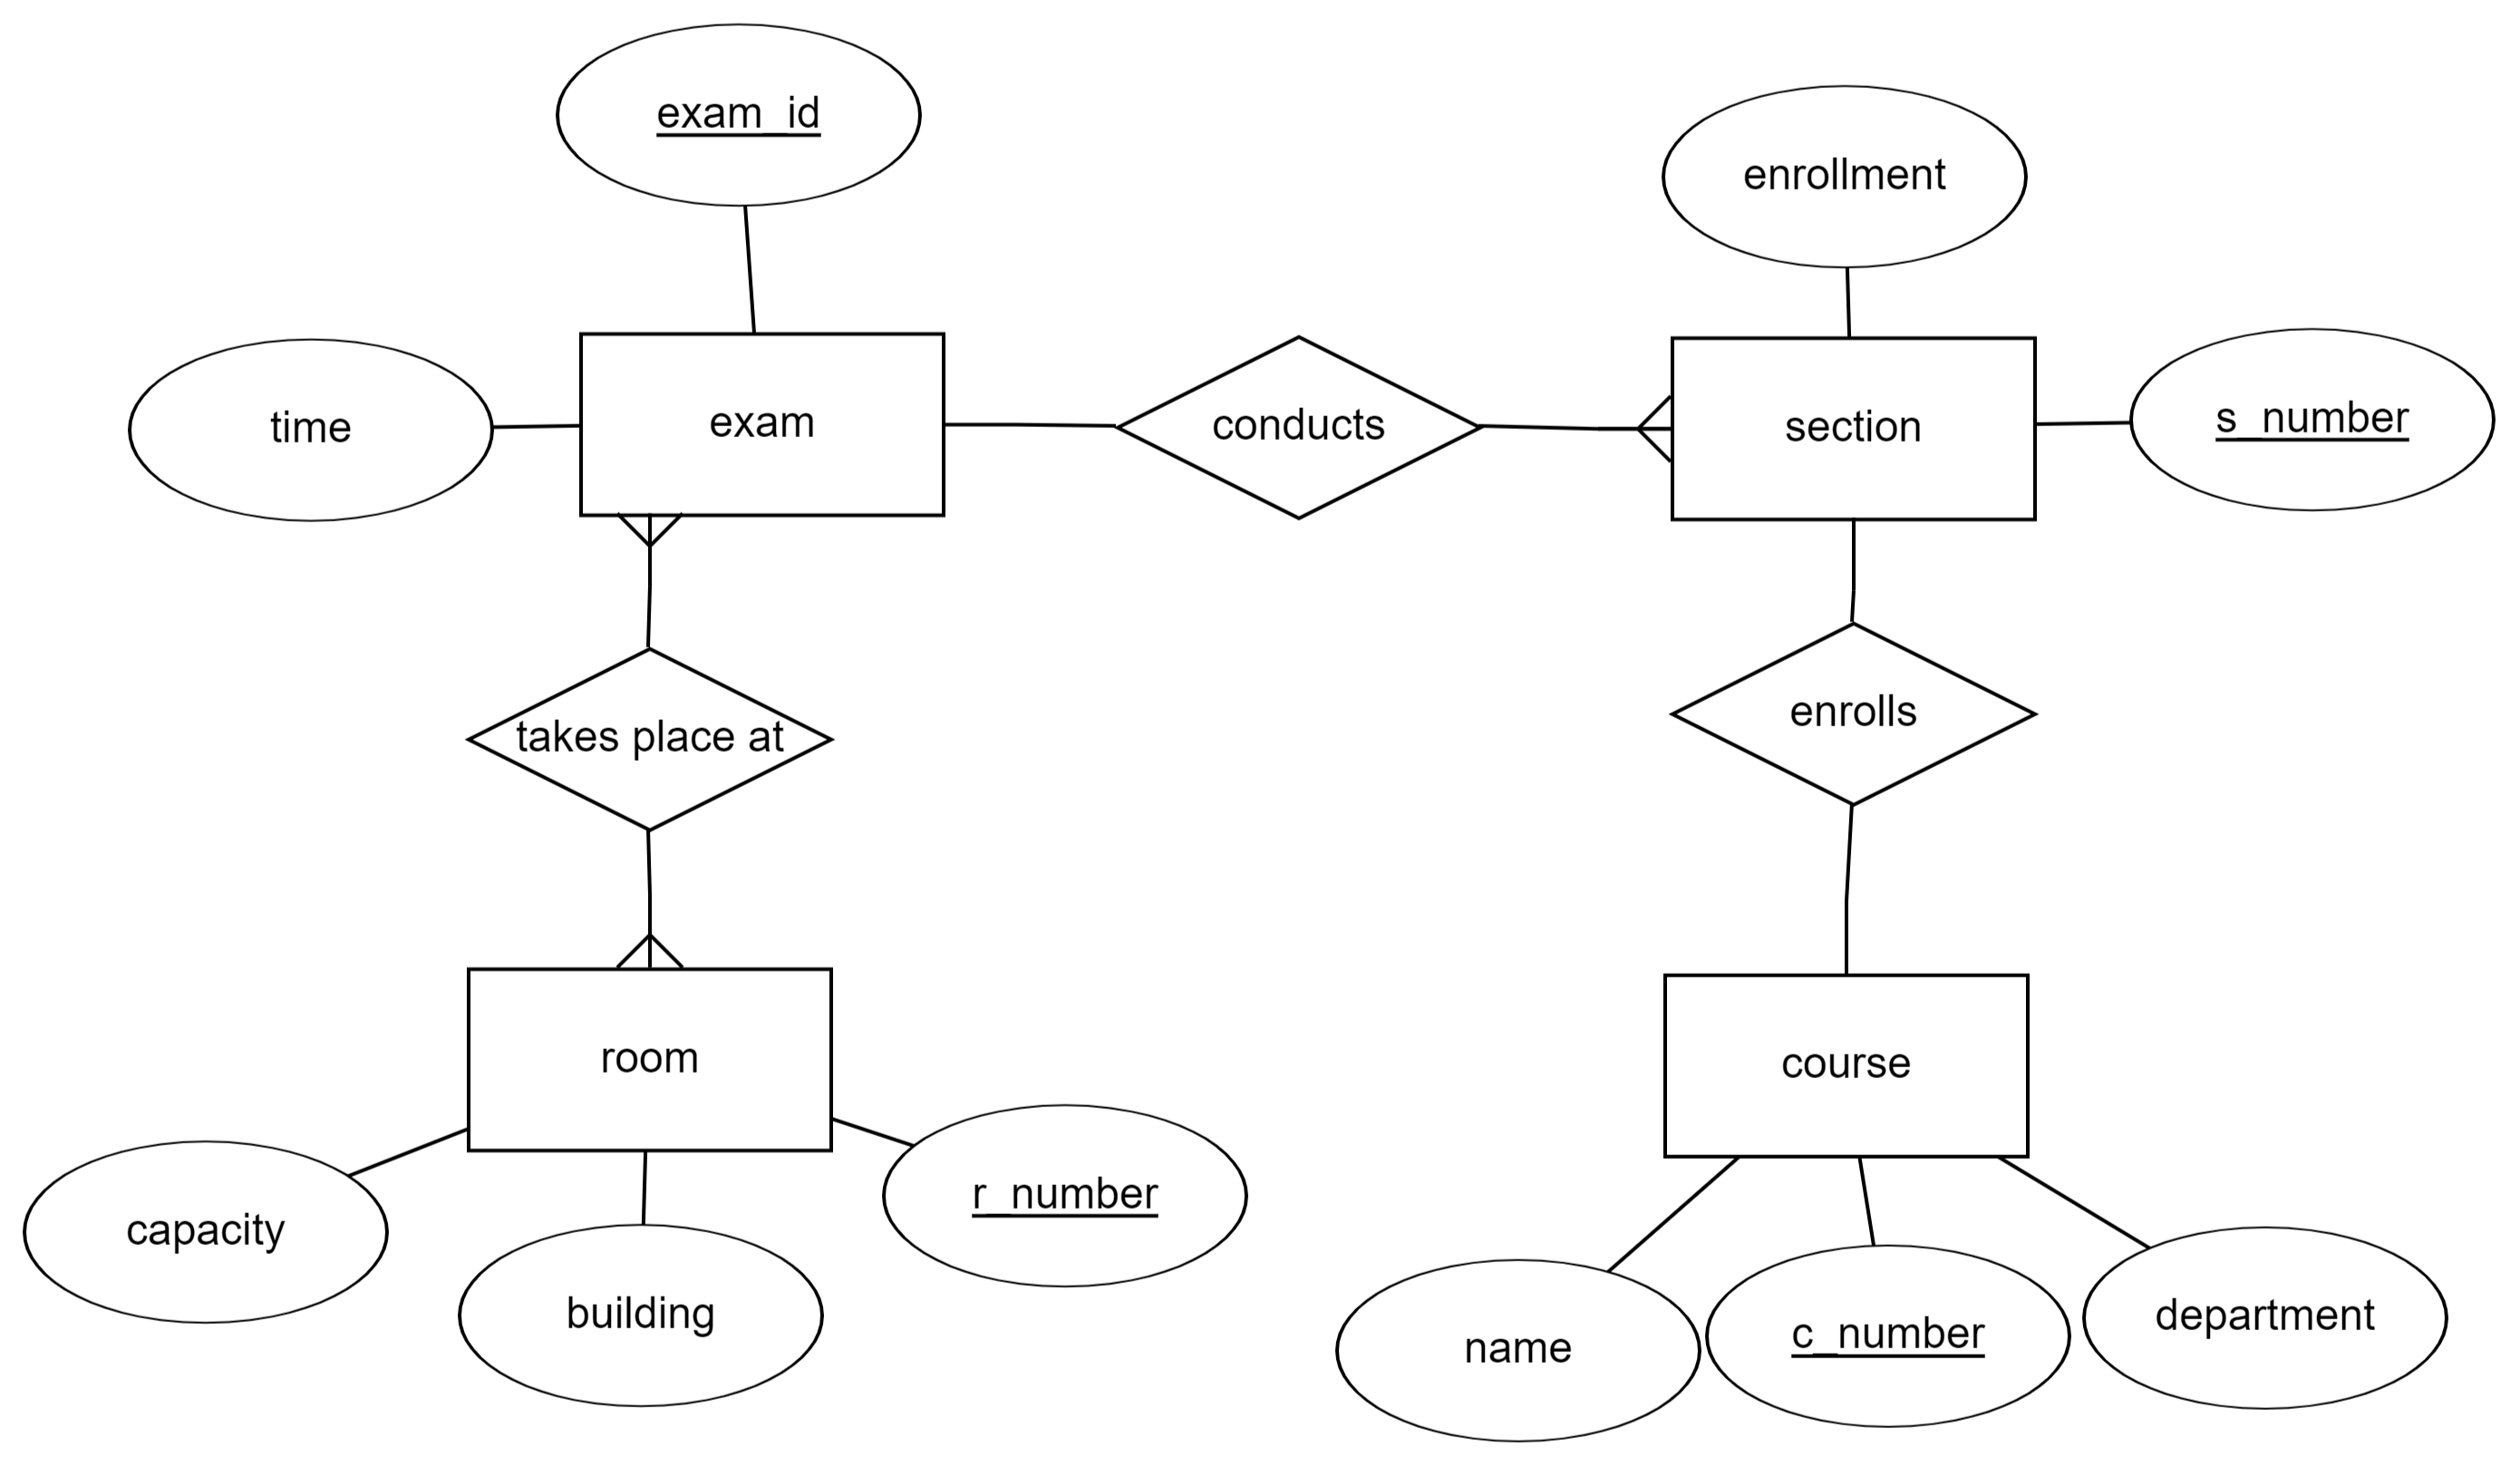 exam_id
enrollment
time
exam
conducts
section
s_number
takes place at
enrolls
room
course
capacity
building
r_number
name
c_number
department